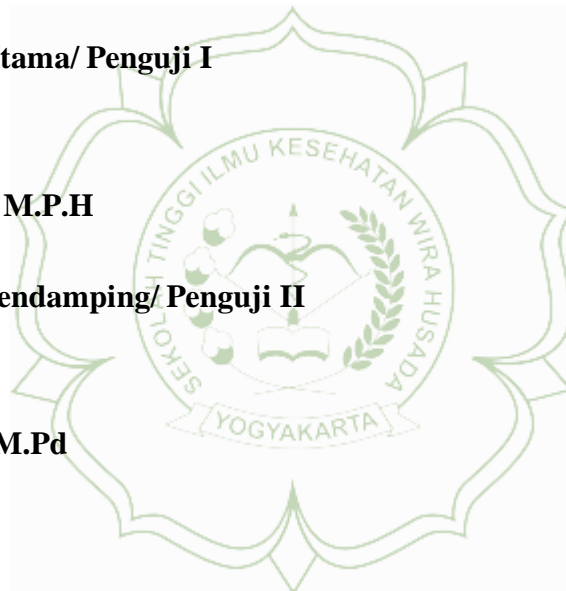 tama/ Penguji I
M.P.H
endamping/ Penguji II
M.Pd
SEKOLAH TINGGI ILMU KESEHATAN WIRA HUSADA
YOGYAKARTA